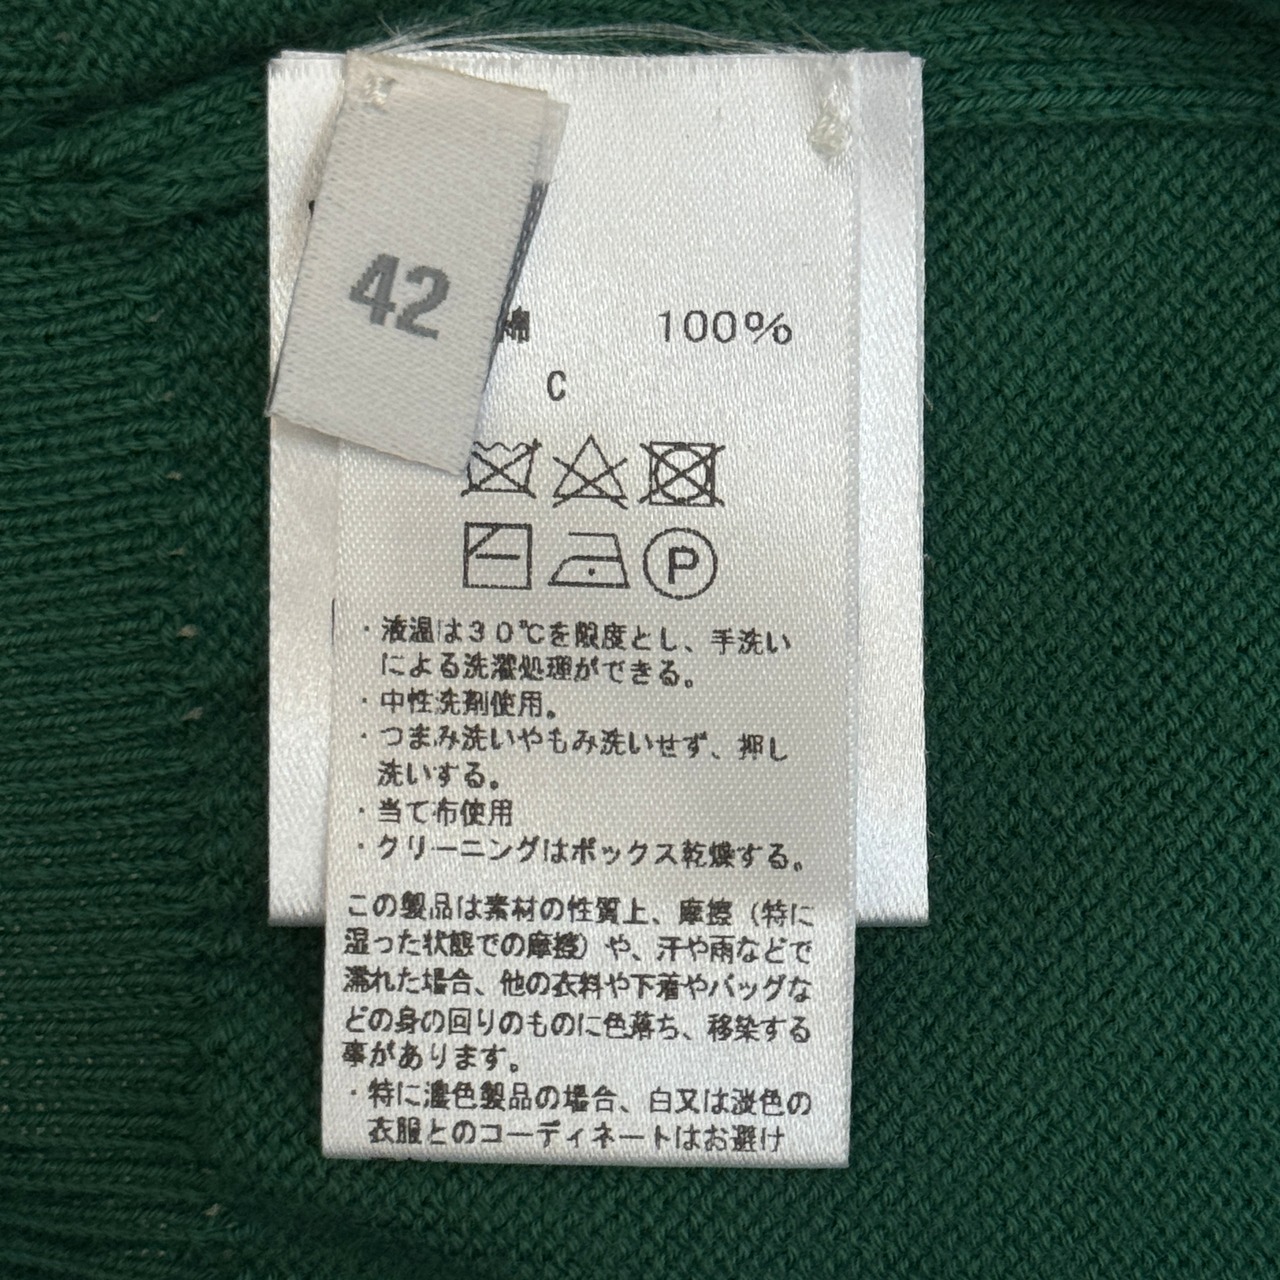 42
綿 100%
C
P
・液温は30℃を限度とし、手洗い
による洗濯処理ができる。
・中性洗剤使用。
・つまみ洗いやもみ洗いせず、押し
洗いする。
・当て布使用
・クリーニングはボックス乾燥する。
この製品は素材の性質上、摩擦（特に
湿った状態での摩擦）や、汗や雨などで
濡れた場合、他の衣料や下着やバッグな
どの身の回りのものに色落ち、移染する
事があります。
・特に濃色製品の場合、白又は淡色の
衣服とのコーディネートはお避け